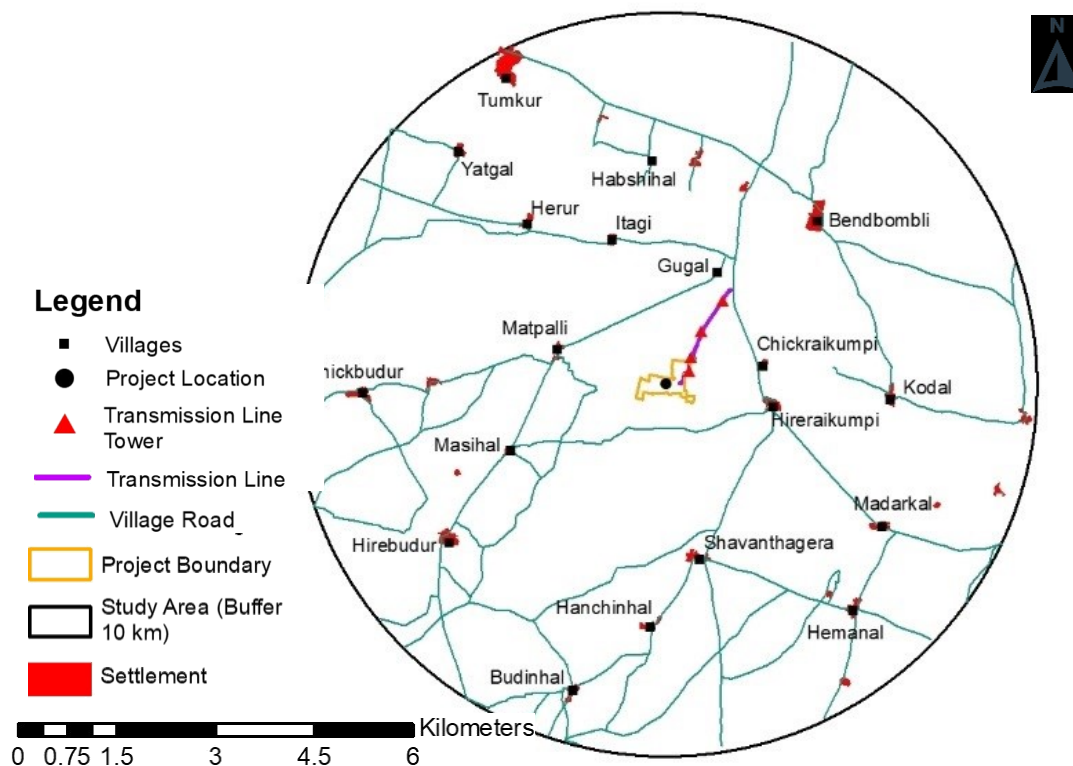 N
Tumkur
Yatgal
Habshihal
Herur
Itagi
Bendbombli
Gugal
Legend
Villages
Project Location
Transmission Line
Tower
Transmission Line
Village Road
Project Boundary
Study Area (Buffer
10 km)
Settlement
Matpalli
Chickraikumpi
hickbudur
Kodal
Hireraikumpi
Masihal
Madarkal
Hirebudur
Shavanthagera
Hanchinhal
Hemanal
Budinhal
Kilometers
0 0.75 1.5 3 4.5 6